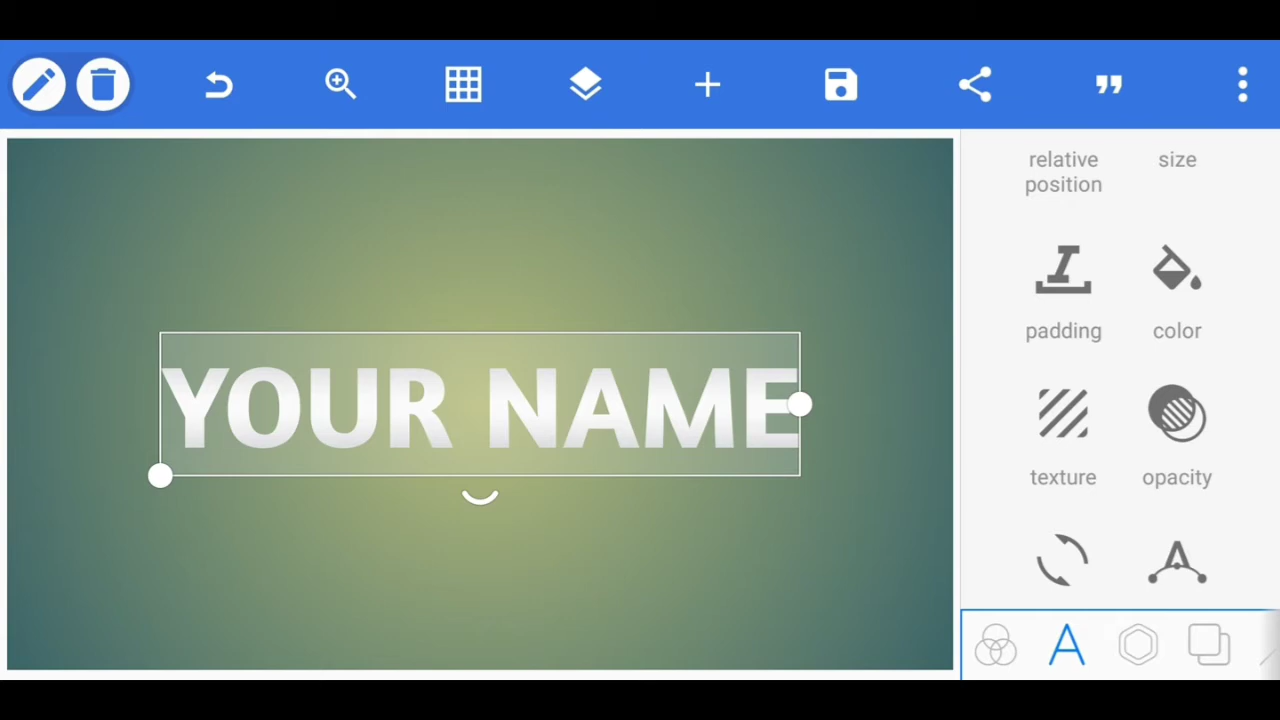 relative size
position
padding color
YOUR NAME
texture opacity